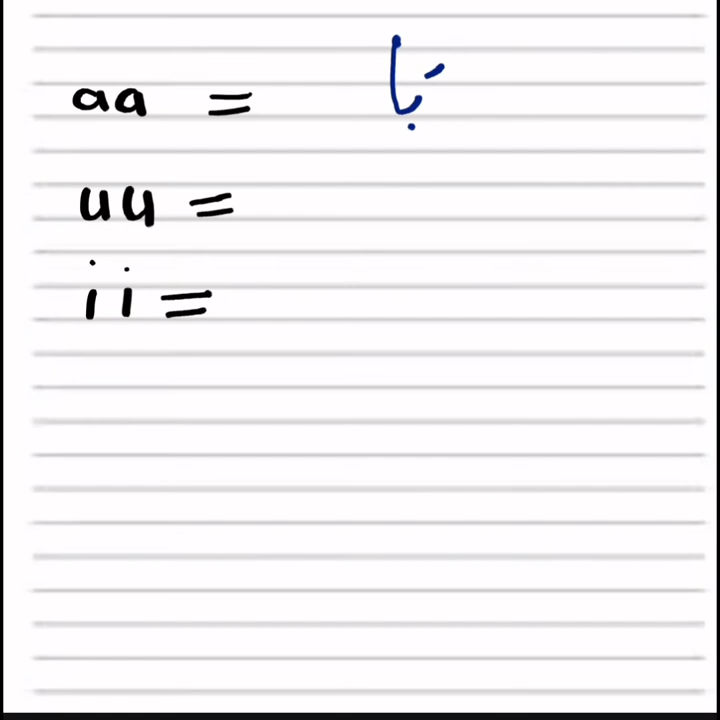 aa = بَا
uu =
ii =